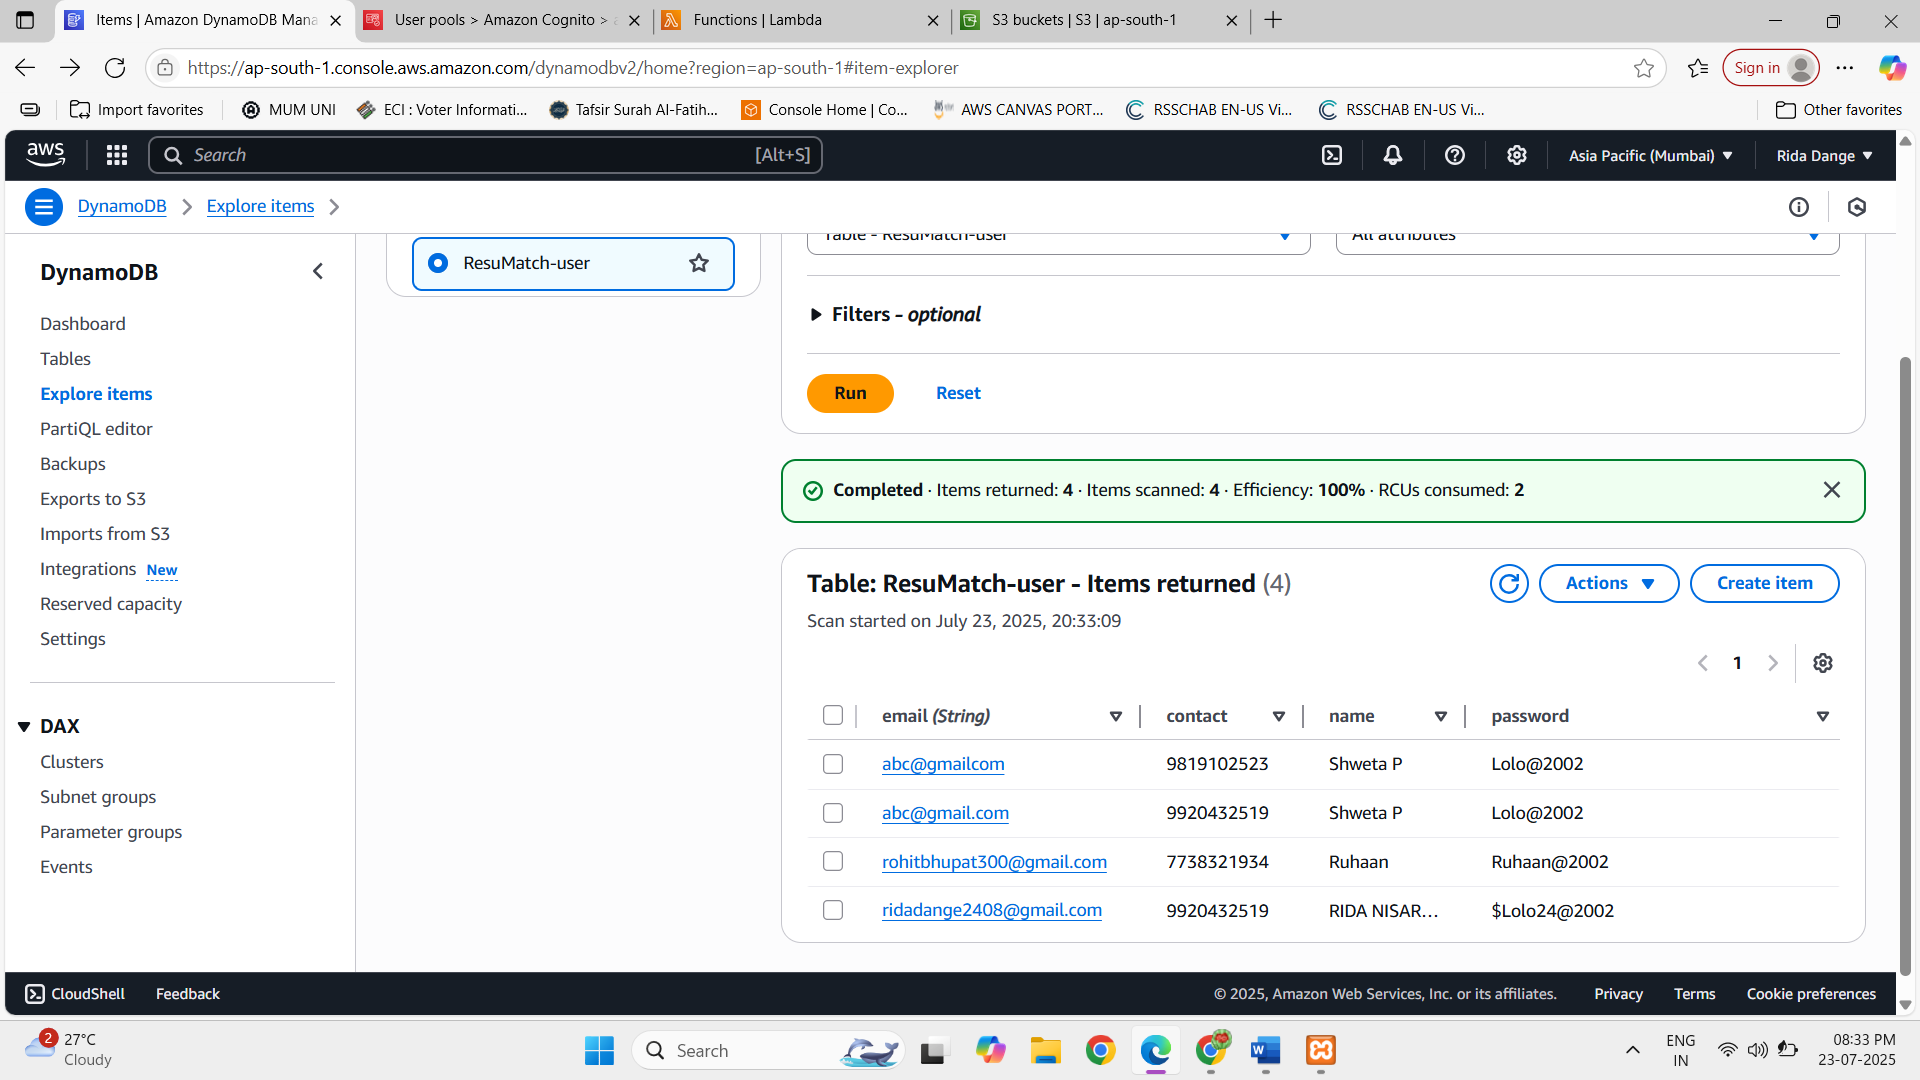 Items | Amazon DynamoDB Mana
User pools > Amazon Cognito >
Functions | Lambda
S3 buckets | S3 | ap-south-1
https://ap-south-1.console.aws.amazon.com/dynamodbv2/home?region=ap-south-1#item-explorer
Sign in
Import favorites
MUM UNI
ECI : Voter Informati...
Tafsir Surah Al-Fatih...
Console Home | Co...
AWS CANVAS PORT...
RSSCHAB EN-US Vi...
RSSCHAB EN-US Vi...
Other favorites
aws
Search
[Alt+S]
Asia Pacific (Mumbai)
Rida Dange
DynamoDB
Explore items
DynamoDB
Dashboard
Tables
Explore items
PartiQL editor
Backups
Exports to S3
Imports from S3
Integrations New
Reserved capacity
Settings
DAX
Clusters
Subnet groups
Parameter groups
Events
ResuMatch-user
Table - ResuMatch-user
All attributes
Filters - optional
Run
Reset
Completed · Items returned: 4 · Items scanned: 4 · Efficiency: 100% · RCUs consumed: 2
Table: ResuMatch-user - Items returned (4)
Actions
Create item
Scan started on July 23, 2025, 20:33:09
1
email (String) contact name password
abc@gmailcom 9819102523 Shweta P Lolo@2002
abc@gmail.com 9920432519 Shweta P Lolo@2002
rohitbhupat300@gmail.com 7738321934 Ruhaan Ruhaan@2002
ridadange2408@gmail.com 9920432519 RIDA NISAR... $Lolo24@2002
CloudShell
Feedback
© 2025, Amazon Web Services, Inc. or its affiliates.
Privacy
Terms
Cookie preferences
2
27°C
Cloudy
Search
ENG
IN
08:33 PM
23-07-2025